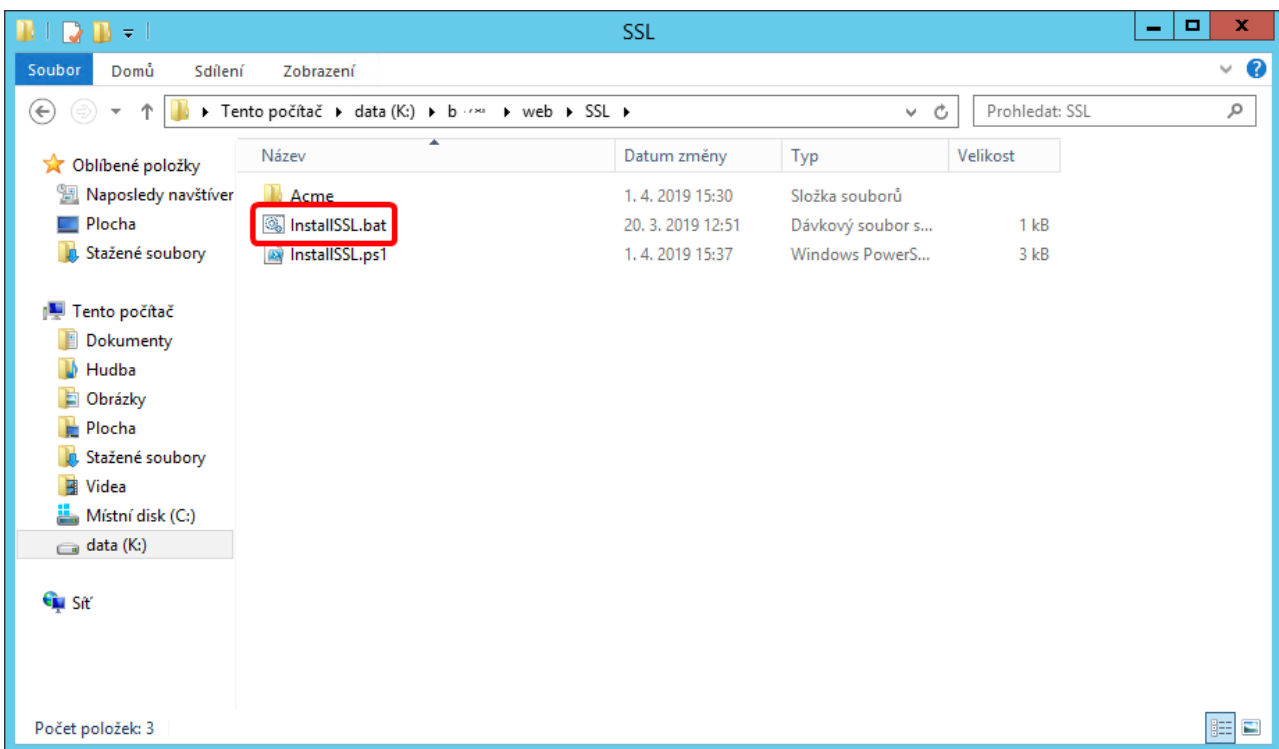 SSL
Soubor Domů Sdílení Zobrazení
Tento počítač data (K:) web SSL Prohledat: SSL
Název Datum změny Typ Velikost
Oblíbené položky
Naposledy navštíver
Plocha
Stažené soubory
Tento počítač
Dokumenty
Hudba
Obrázky
Plocha
Stažené soubory
Videa
Místní disk (C:)
data (K:)
Síť
Acme 1. 4. 2019 15:30 Složka souborů
InstallSSL.bat 20. 3. 2019 12:51 Dávkový soubor s... 1 kB
InstallSSL.ps1 1. 4. 2019 15:37 Windows PowerS... 3 kB
Počet položek: 3